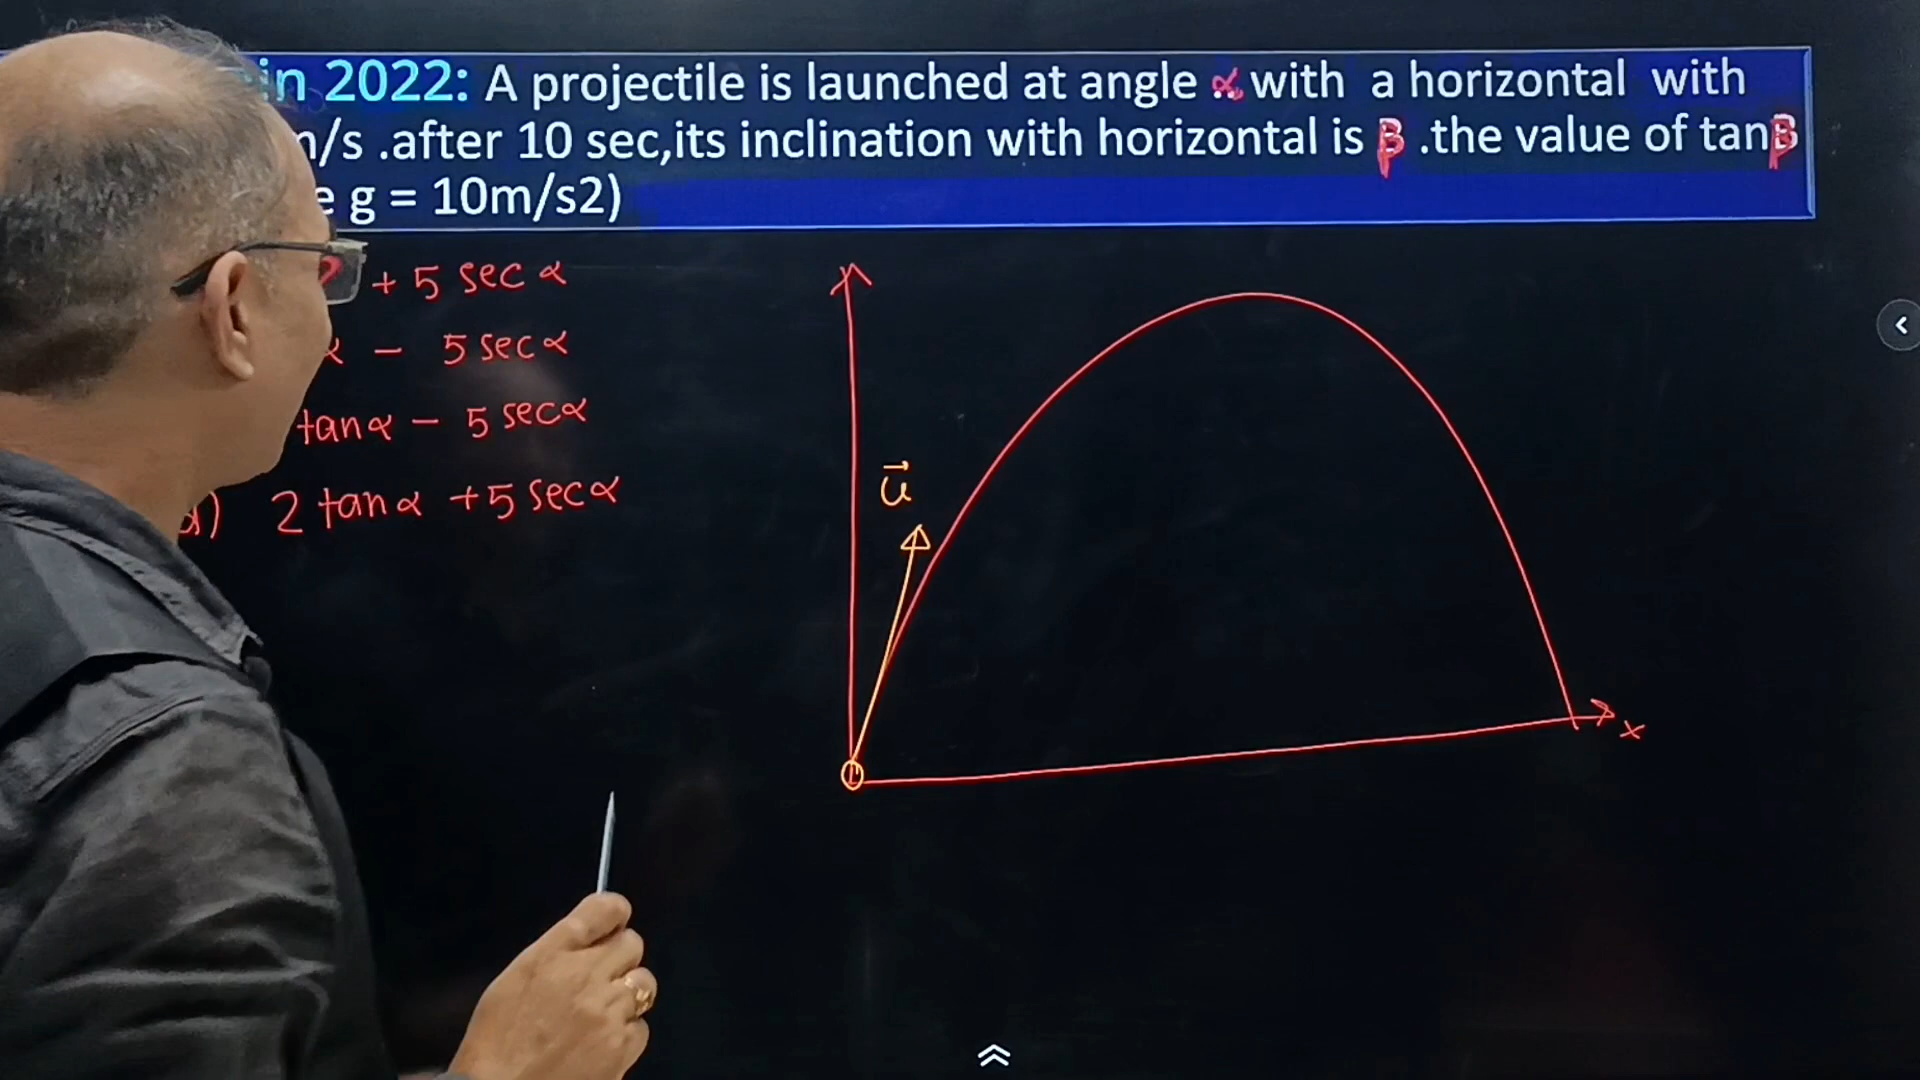 in 2022: A projectile is launched at angle α with a horizontal with
m/s .after 10 sec,its inclination with horizontal is β .the value of tanβ
g = 10m/s2)
+ 5 sec α
α - 5 sec α
tan α - 5 sec α
d) 2 tan α + 5 sec α
u
x